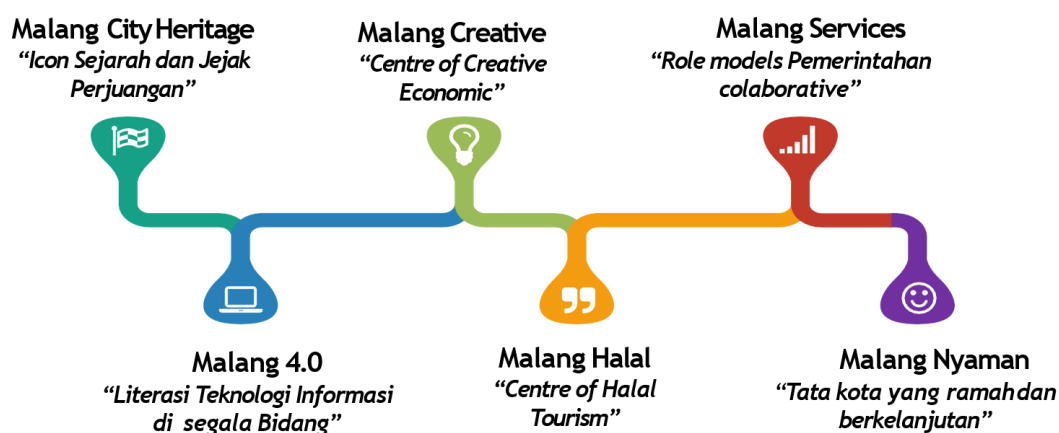 Malang City Heritage
“Icon Sejarah dan Jejak
Perjuangan”
Malang Creative
“Centre of Creative
Economic”
Malang Services
“Role models Pemerintahan
colaborative”
Malang 4.0
“Literasi Teknologi Informasi
di segala Bidang”
Malang Halal
“Centre of Halal
Tourism”
Malang Nyaman
“Tata kota yang ramah dan
berkelanjutan”